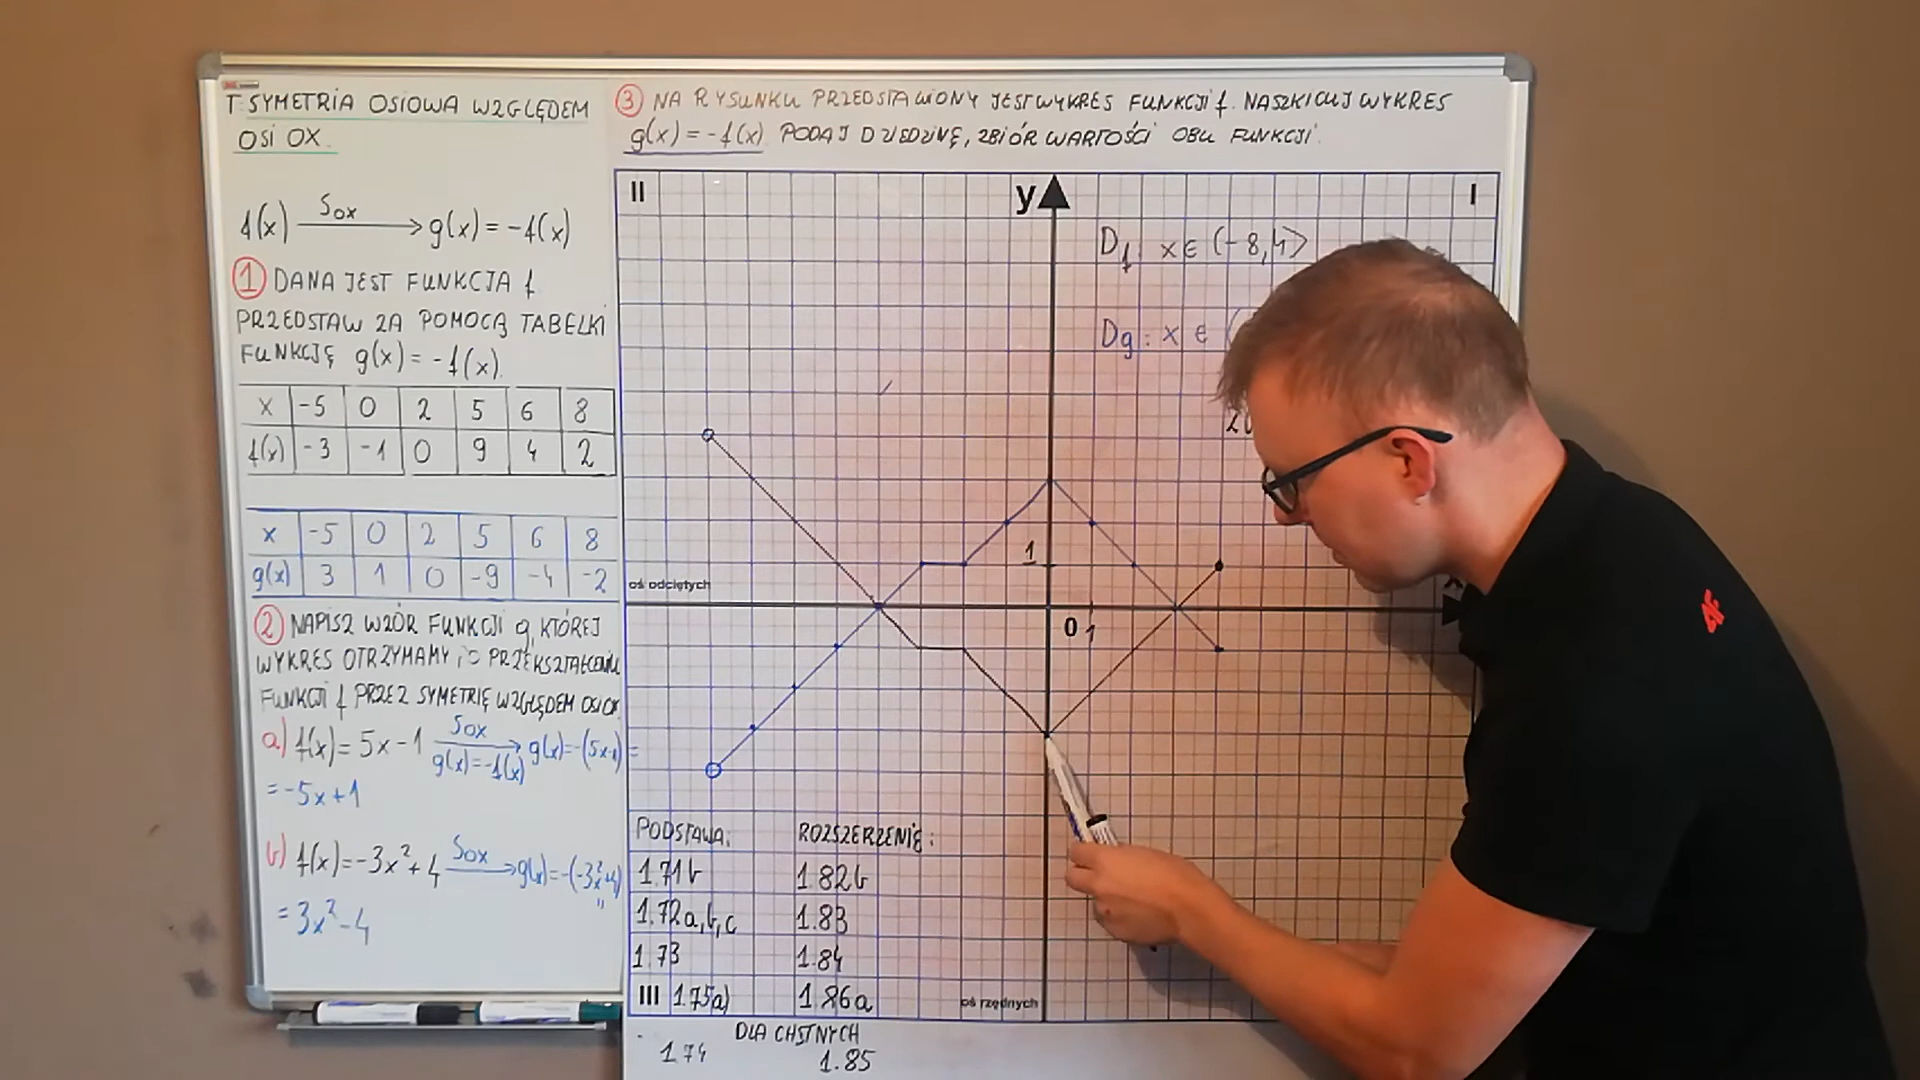 T: SYMETRIA OSIOWA WZGLĘDEM
OSI OX.
f(x) Sox → g(x) = -f(x)
① DANA JEST FUNKCJA f.
PRZEDSTAW ZA POMOCĄ TABELKI
FUNKCJĘ g(x) = -f(x).
x -5 0 2 5 6 8
f(x) -3 -1 0 9 4 2
x -5 0 2 5 6 8
g(x) 3 1 0 -9 -4 -2
② NAPISZ WZÓR FUNKCJI g, KTÓREJ
WYKRES OTRZYMAMY PO PRZEKSZTAŁCENIU
FUNKCJI f PRZEZ SYMETRIĘ WZGLĘDEM OSI OX.
a) f(x) = 5x-1 Sox → g(x) = -(5x-1) =
g(x) = -f(x)
= -5x+1
b) f(x) = -3x²+4 Sox → g(x) = -(-3x²+4)
"
= 3x²-4
③ NA RYSUNKU PRZEDSTAWIONY JEST WYKRES FUNKCJI f. NASZKICUJ WYKRES
g(x) = -f(x). PODAJ DZIEDZINĘ, ZBIÓR WARTOŚCI OBU FUNKCJI.
II
y
I
Df: x ∈ (-8,4>
Dg: x ∈ (
1
oś odciętych
0 1
PODSTAWA: ROZSZERZENIE:
1.71b 1.82b
1.72a,b,c 1.83
1.73 1.84
III 1.75a) 1.86a
oś rzędnych
DLA CHĘTNYCH
1.74 1.85
4F